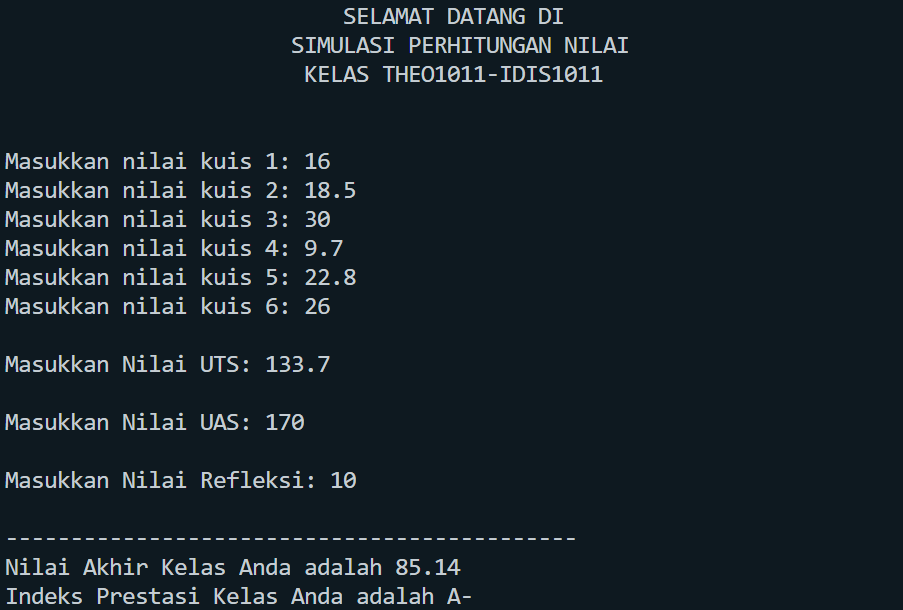 SELAMAT DATANG DI
SIMULASI PERHITUNGAN NILAI
KELAS THEO1011-IDIS1011
Masukkan nilai kuis 1: 16
Masukkan nilai kuis 2: 18.5
Masukkan nilai kuis 3: 30
Masukkan nilai kuis 4: 9.7
Masukkan nilai kuis 5: 22.8
Masukkan nilai kuis 6: 26
Masukkan Nilai UTS: 133.7
Masukkan Nilai UAS: 170
Masukkan Nilai Refleksi: 10
--------------------------------------------
Nilai Akhir Kelas Anda adalah 85.14
Indeks Prestasi Kelas Anda adalah A-